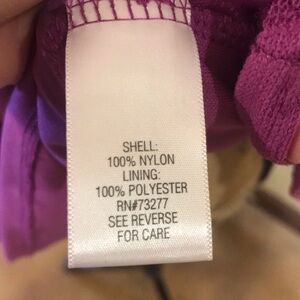 SHELL:
100% NYLON
LINING:
100% POLYESTER
RN#73277
SEE REVERSE
FOR CARE